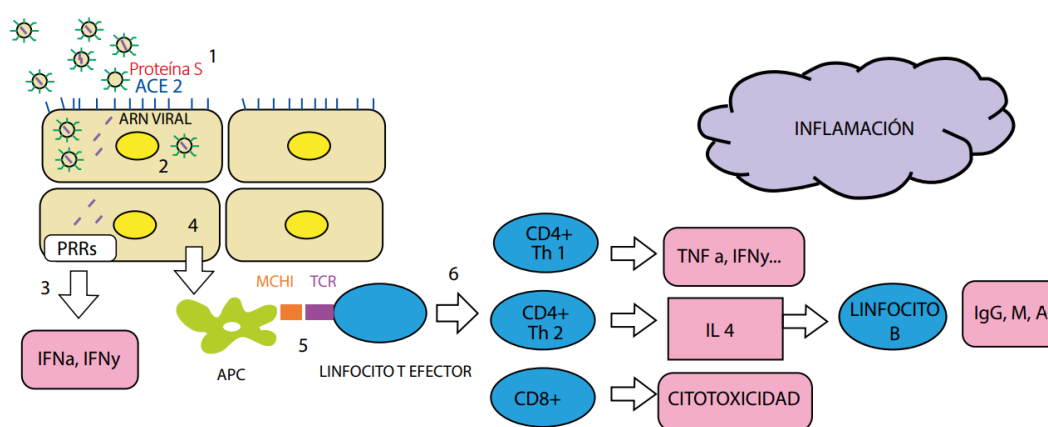 1
Proteína S
ACE 2
ARN VIRAL
2
INFLAMACIÓN
4
PRRs
3
IFNa, IFNy
MCHI
TCR
5
APC
LINFOCITO T EFECTOR
6
CD4+
Th 1
TNF a, IFNy...
CD4+
Th 2
IL 4
LINFOCITO
B
IgG, M, A
CD8+
CITOTOXICIDAD